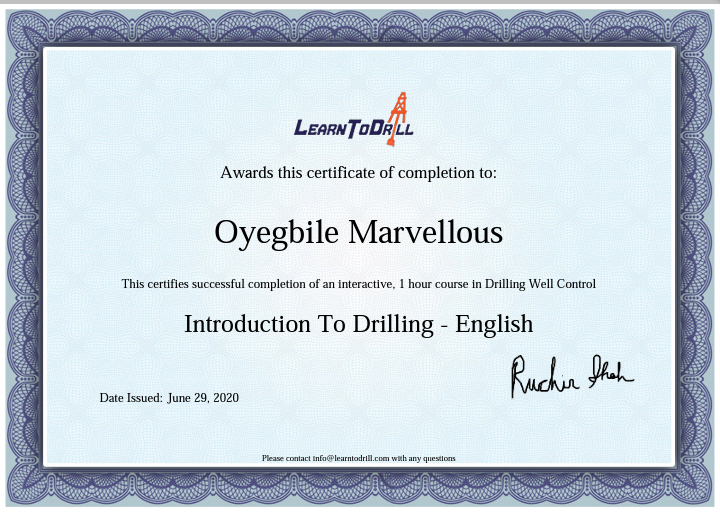 LEARNTODRILL
Awards this certificate of completion to:
Oyegbile Marvellous
This certifies successful completion of an interactive, 1 hour course in Drilling Well Control
Introduction To Drilling - English
Ruchir Shah
Date Issued: June 29, 2020
Please contact info@learntodrill.com with any questions